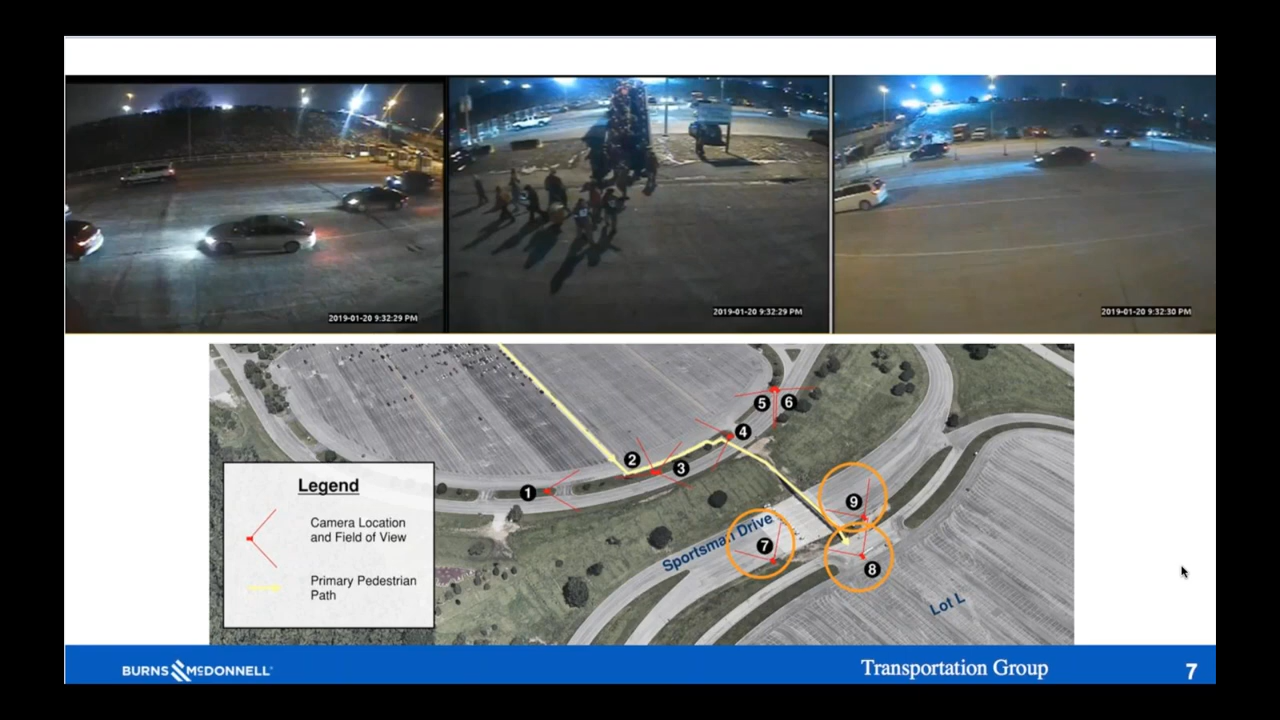 2019-01-20 9:32:29 PM
2019-01-20 9:32:29 PM
2019-01-20 9:32:30 PM
5
6
4
2
3
1
9
7
8
Sportsman Drive
Lot L
Legend
Camera Location
and Field of View
Primary Pedestrian
Path
BURNS McDONNELL
Transportation Group
7